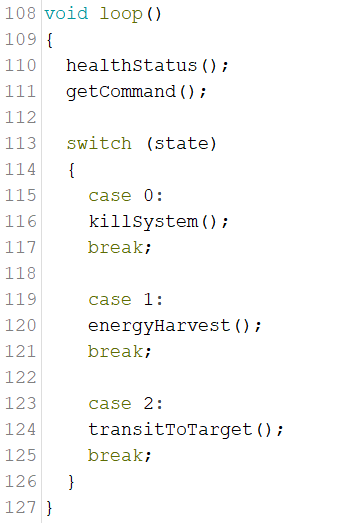 108 void loop()
109 {
110   healthStatus();
111   getCommand();
112
113   switch (state)
114   {
115     case 0:
116     killSystem();
117     break;
118
119     case 1:
120     energyHarvest();
121     break;
122
123     case 2:
124     transitToTarget();
125     break;
126   }
127 }